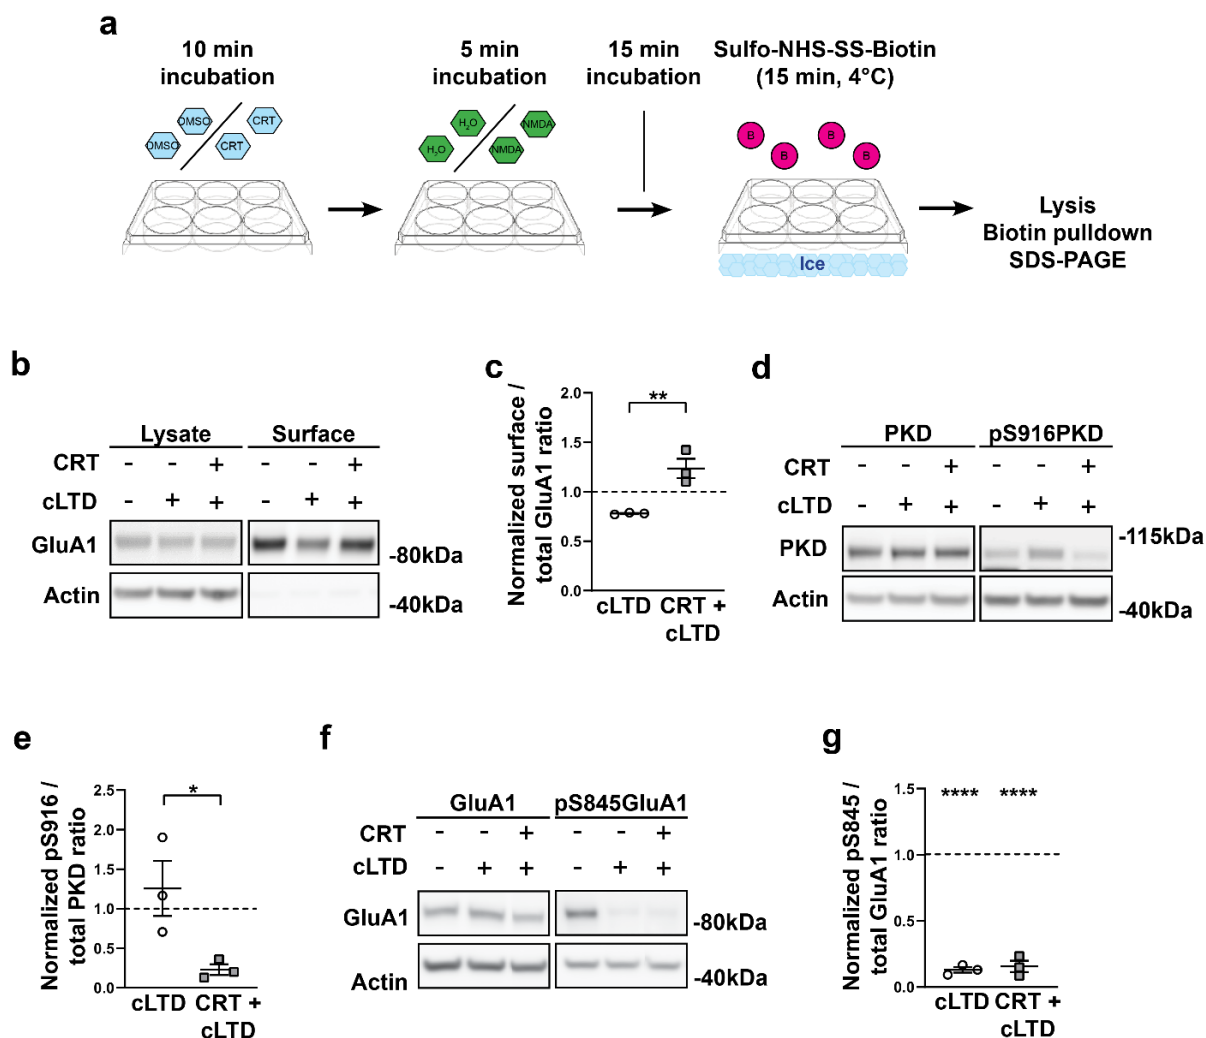 a
10 min
incubation
5 min
incubation
15 min
incubation
Sulfo-NHS-SS-Biotin
(15 min, 4°C)
DMSO
DMSO
CRT
CRT
H₂O
H₂O
NMDA
NMDA
B
B
B
B
Ice
Lysis
Biotin pulldown
SDS-PAGE
b
Lysate Surface
CRT - - + - - +
cLTD - + + - + +
GluA1 -80kDa
Actin -40kDa
c
Normalized surface /
total GluA1 ratio
2.0
1.5
1.0
0.5
0.0
**
cLTD CRT +
cLTD
d
PKD pS916PKD
CRT - - + - - +
cLTD - + + - + +
PKD -115kDa
Actin -40kDa
e
Normalized pS916 /
total PKD ratio
2.5
2.0
1.5
1.0
0.5
0.0
*
cLTD CRT +
cLTD
f
GluA1 pS845GluA1
CRT - - + - - +
cLTD - + + - + +
GluA1 -80kDa
Actin -40kDa
g
Normalized pS845 /
total GluA1 ratio
1.5
1.0
0.5
0.0
**** ****
cLTD CRT +
cLTD